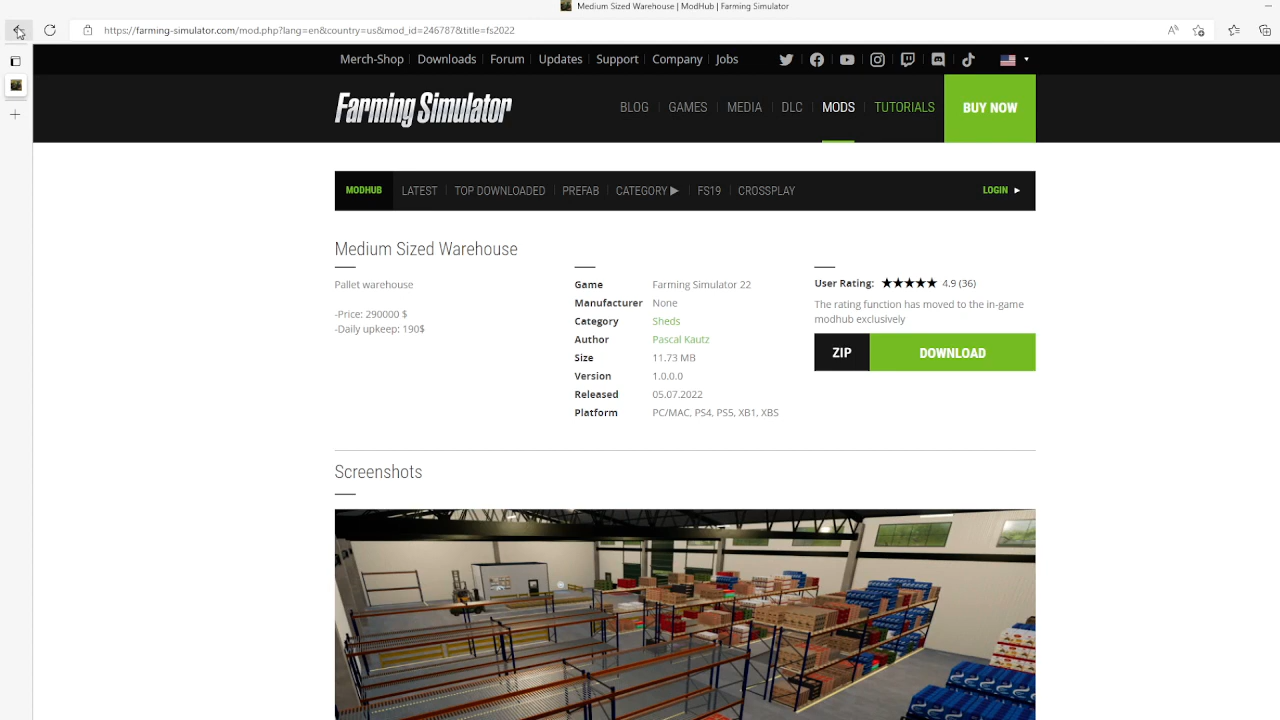 Medium Sized Warehouse | ModHub | Farming Simulator
https://farming-simulator.com/mod.php?lang=en&country=us&mod_id=246787&title=fs2022
Merch-Shop Downloads Forum Updates Support Company Jobs
Farming Simulator BLOG GAMES MEDIA DLC MODS TUTORIALS BUY NOW
MODHUB LATEST TOP DOWNLOADED PREFAB CATEGORY ▶ FS19 CROSSPLAY LOGIN ▶
Medium Sized Warehouse
Pallet warehouse
-Price: 290000 $
-Daily upkeep: 190$
Game Farming Simulator 22
Manufacturer None
Category Sheds
Author Pascal Kautz
Size 11.73 MB
Version 1.0.0.0
Released 05.07.2022
Platform PC/MAC, PS4, PS5, XB1, XBS
User Rating: ★★★★★ 4.9 (36)
The rating function has moved to the in-game
modhub exclusively
ZIP DOWNLOAD
Screenshots